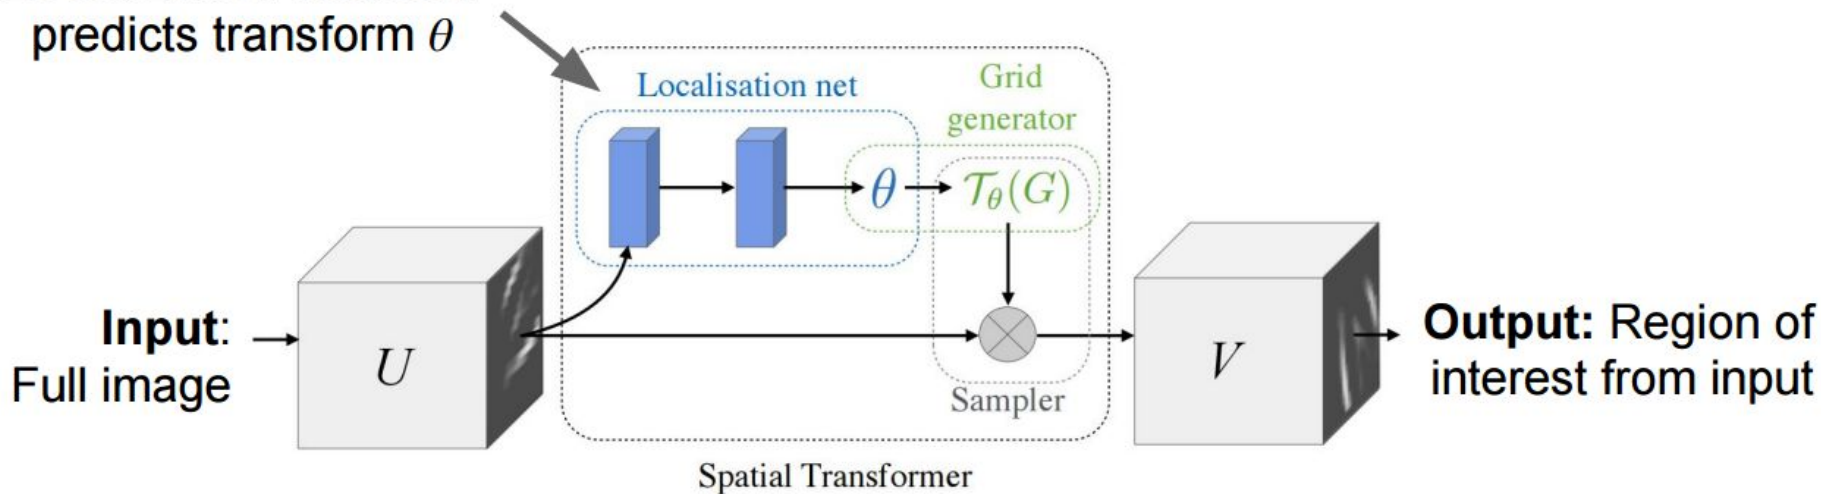 predicts transform θ
Localisation net
Grid
generator
θ
𝒯θ(G)
Input:
Full image
U
V
Output: Region of
interest from input
Sampler
Spatial Transformer